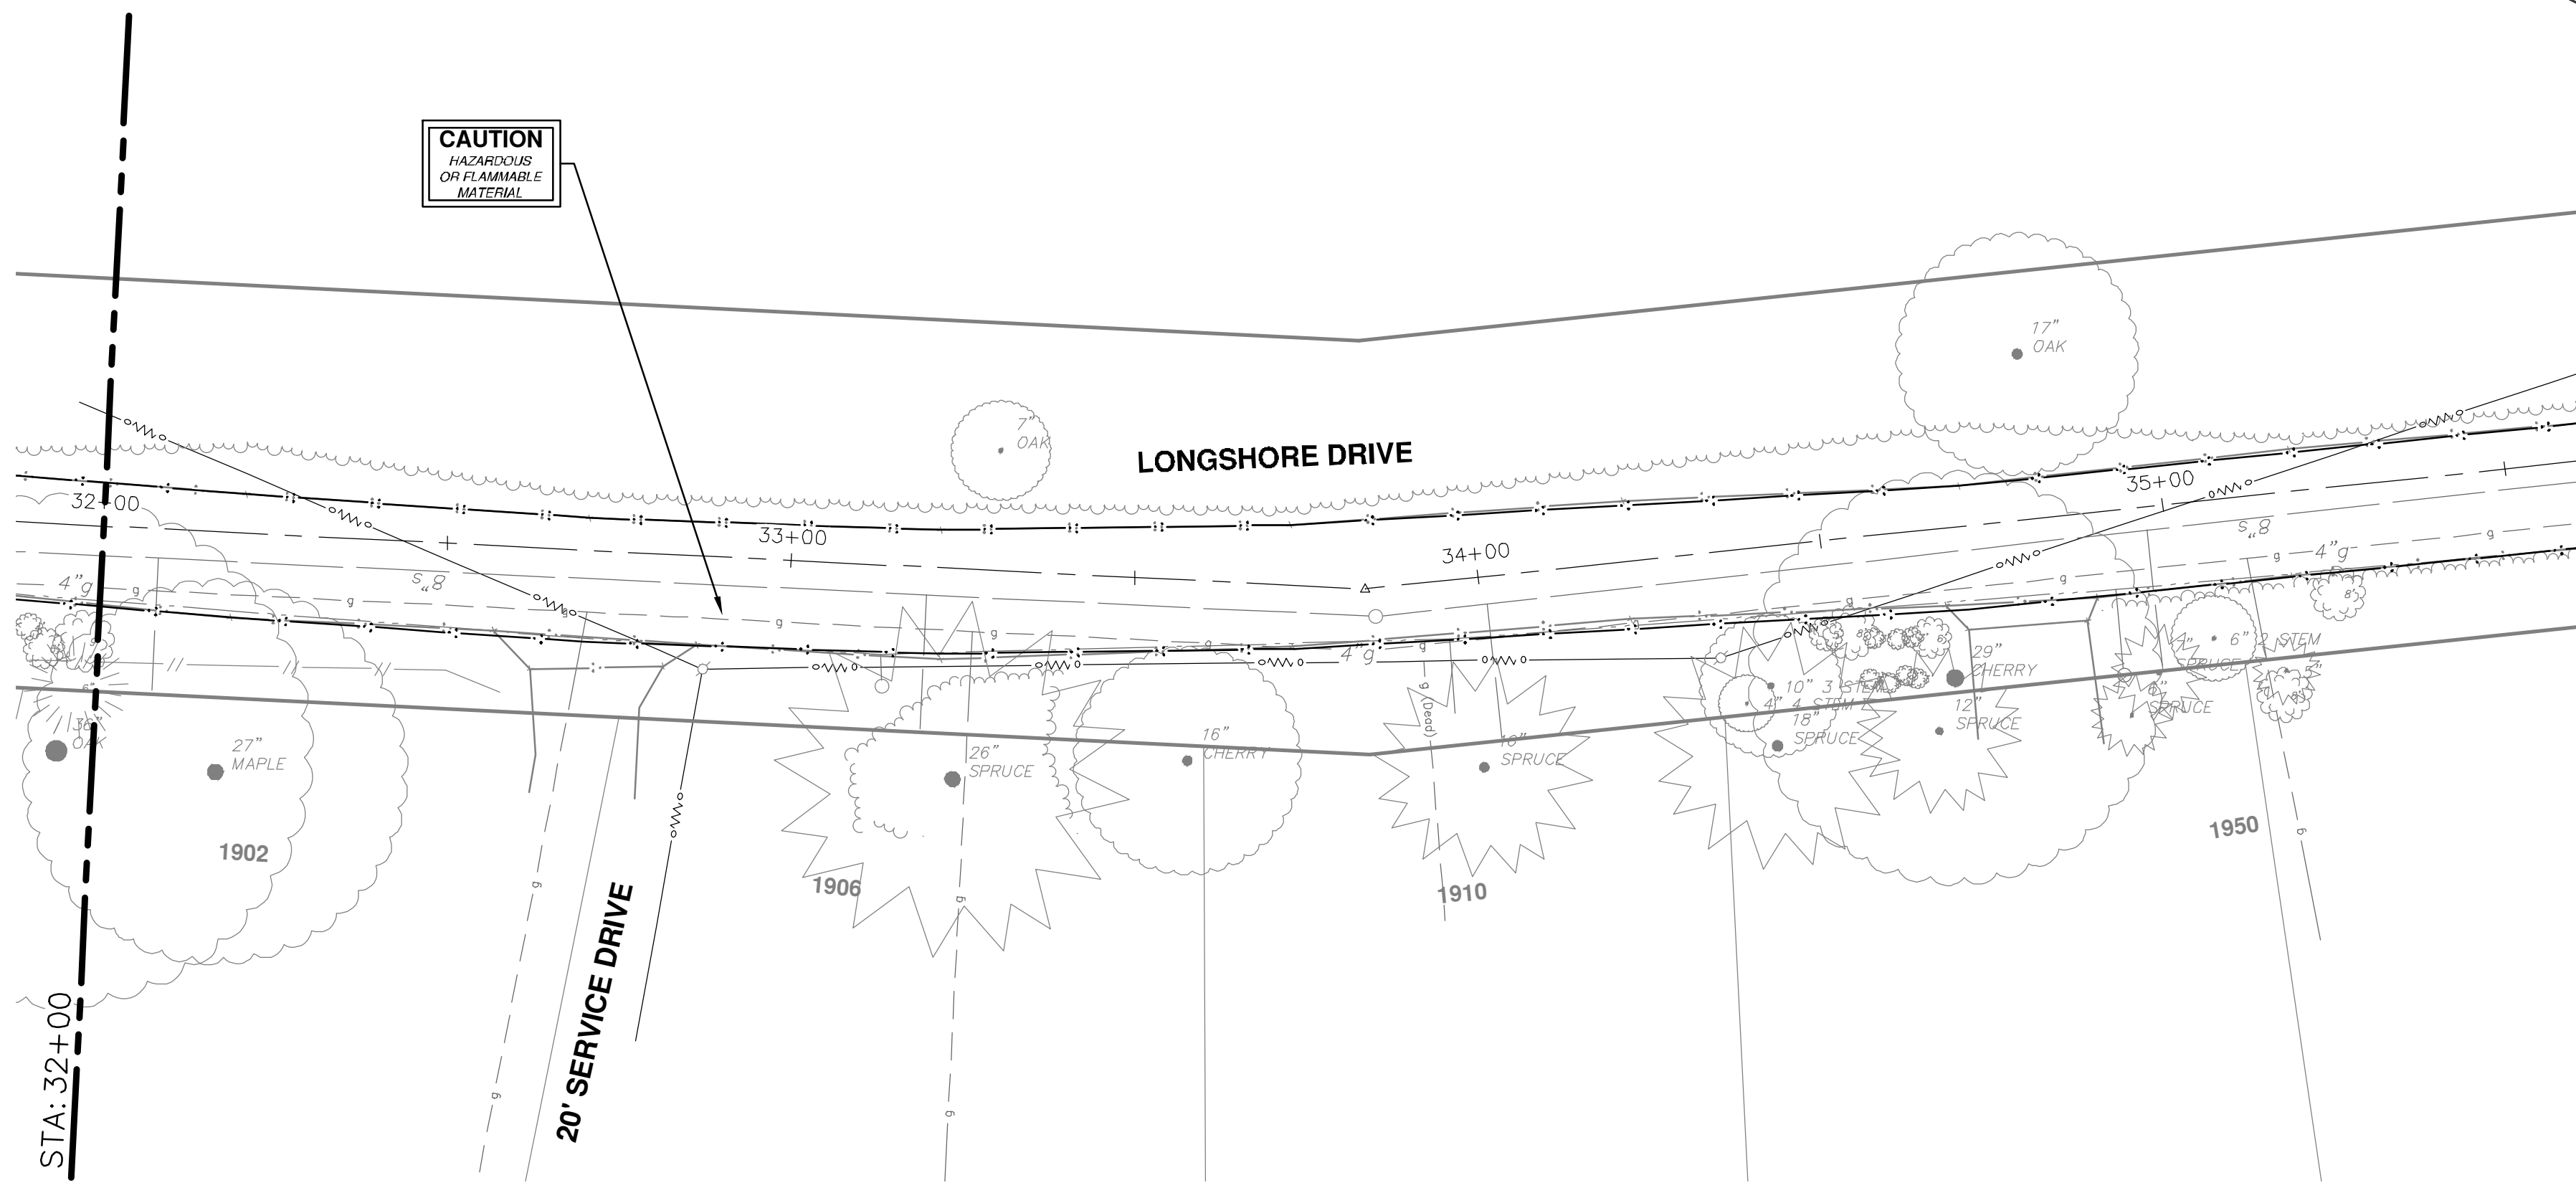 CAUTION
HAZARDOUS
OR FLAMMABLE
MATERIAL
17"
OAK
7"
OAK
LONGSHORE DRIVE
32+00
33+00
34+00
35+00
4"g
s"8
g
g
g
g
g
g
g
4"g
g
g
g
s"8
g
4"g
g (Dead)
36"
OAK
27"
MAPLE
26"
SPRUCE
16"
CHERRY
SPRUCE
10" 3 STEM
4" 4 STEM
18"
SPRUCE
29"
CHERRY
12"
SPRUCE
SPRUCE
6"
SPRUCE
6" 2 STEM
8"
1902
1906
1910
1950
g
g
g
g
g
20' SERVICE DRIVE
STA: 32+00